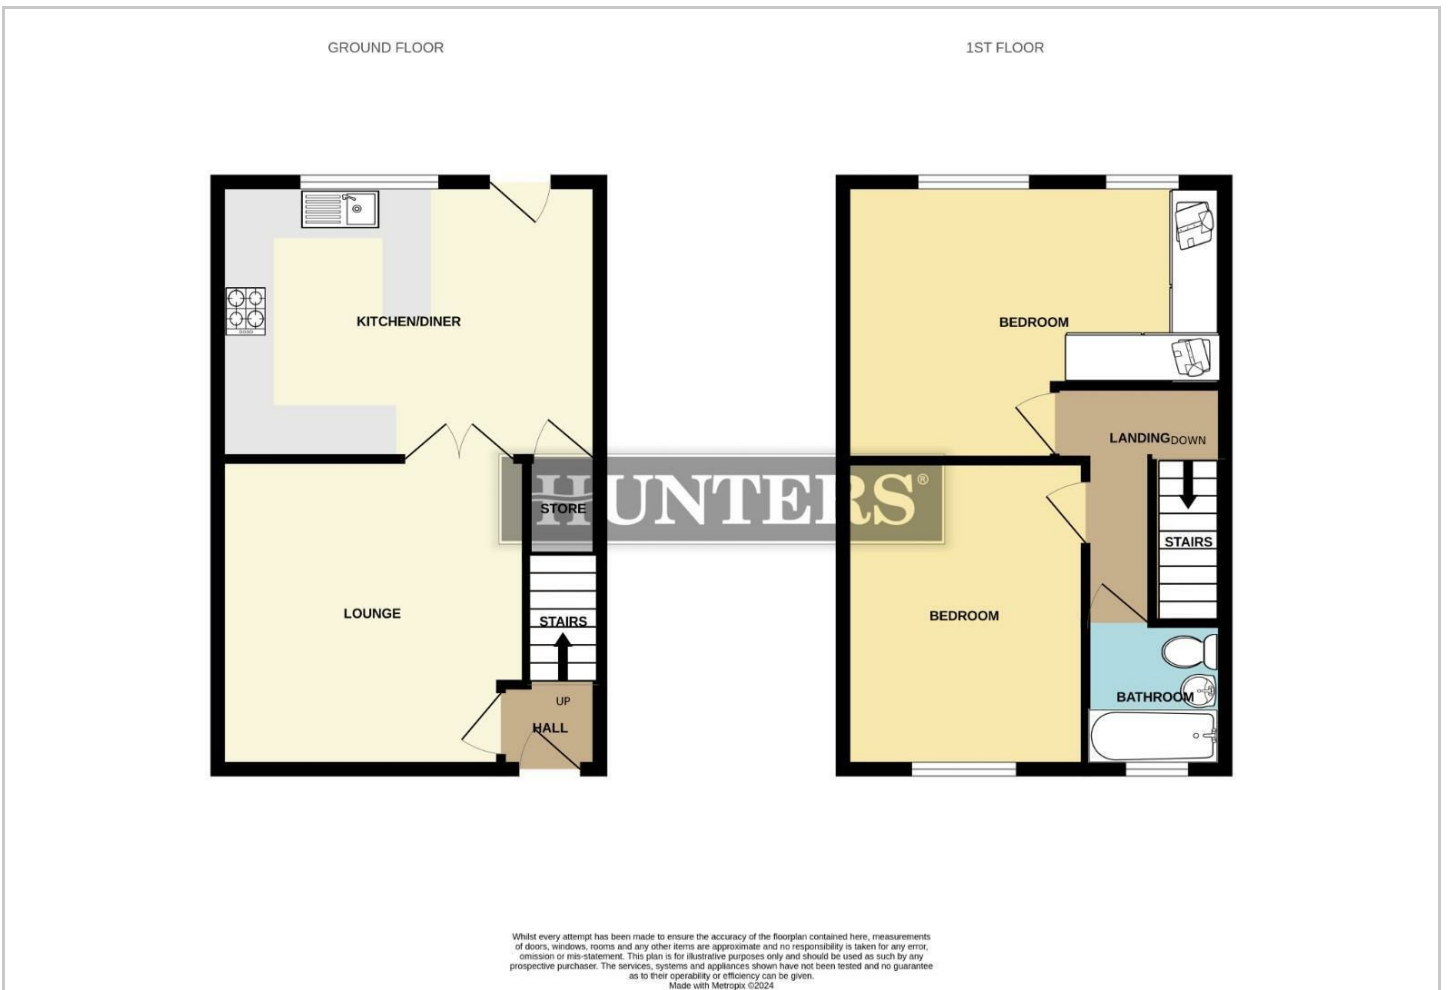 GROUND FLOOR
1ST FLOOR
KITCHEN/DINER
STORE
LOUNGE
STAIRS
UP
HALL
BEDROOM
LANDING
DOWN
STAIRS
BEDROOM
BATHROOM
HUNTERS®
Whilst every attempt has been made to ensure the accuracy of the floorplan contained here, measurements
of doors, windows, rooms and any other items are approximate and no responsibility is taken for any error,
omission or mis-statement. This plan is for illustrative purposes only and should be used as such by any
prospective purchaser. The services, systems and appliances shown have not been tested and no guarantee
as to their operability or efficiency can be given.
Made with Metropix ©2024